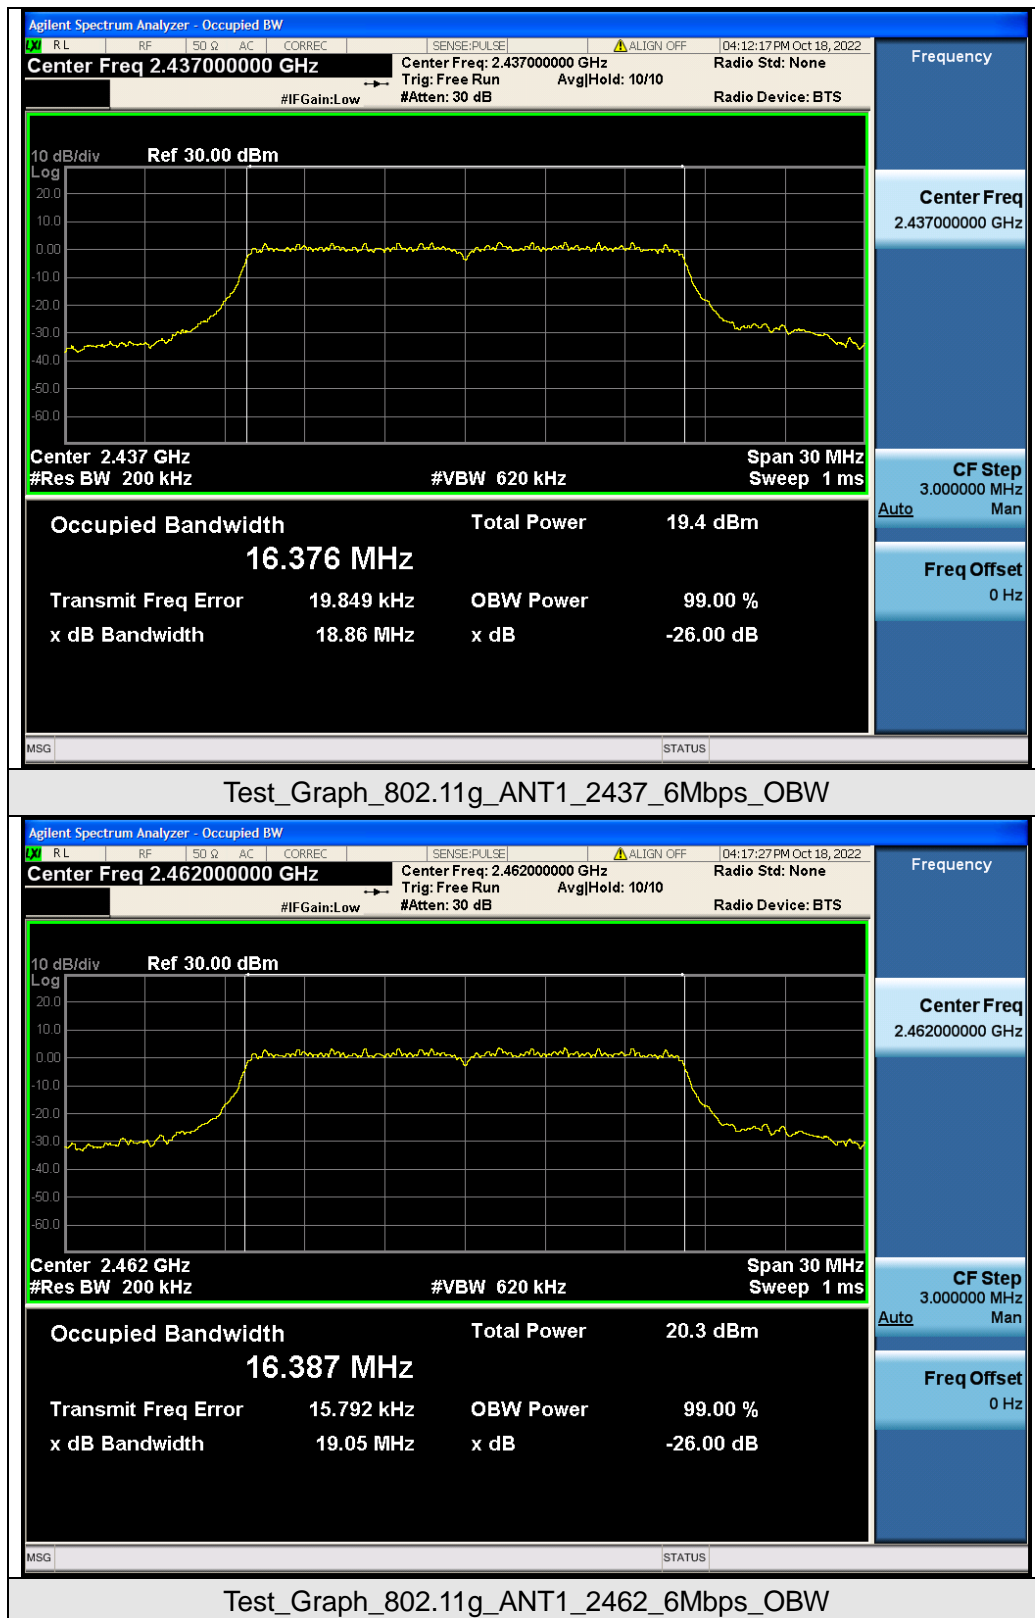 Agilent Spectrum Analyzer - Occupied BW
LXI RL RF 50 Ω AC CORREC SENSE:PULSE ALIGN OFF 04:12:17 PM Oct 18, 2022
Center Freq 2.437000000 GHz
Center Freq: 2.437000000 GHz
Radio Std: None
Trig: Free Run Avg|Hold: 10/10
#IFGain:Low
#Atten: 30 dB
Radio Device: BTS
Frequency
10 dB/div Ref 30.00 dBm
Log
20.0
10.0
0.00
-10.0
-20.0
-30.0
-40.0
-50.0
-60.0
Center Freq
2.437000000 GHz
Center 2.437 GHz Span 30 MHz
#Res BW 200 kHz #VBW 620 kHz Sweep 1 ms
CF Step
3.000000 MHz
Auto Man
Occupied Bandwidth Total Power 19.4 dBm
16.376 MHz
Transmit Freq Error 19.849 kHz OBW Power 99.00 %
x dB Bandwidth 18.86 MHz x dB -26.00 dB
Freq Offset
0 Hz
MSG STATUS
Test_Graph_802.11g_ANT1_2437_6Mbps_OBW
Agilent Spectrum Analyzer - Occupied BW
LXI RL RF 50 Ω AC CORREC SENSE:PULSE ALIGN OFF 04:17:27 PM Oct 18, 2022
Center Freq 2.462000000 GHz
Center Freq: 2.462000000 GHz
Radio Std: None
Trig: Free Run Avg|Hold: 10/10
#IFGain:Low
#Atten: 30 dB
Radio Device: BTS
Frequency
10 dB/div Ref 30.00 dBm
Log
20.0
10.0
0.00
-10.0
-20.0
-30.0
-40.0
-50.0
-60.0
Center Freq
2.462000000 GHz
Center 2.462 GHz Span 30 MHz
#Res BW 200 kHz #VBW 620 kHz Sweep 1 ms
CF Step
3.000000 MHz
Auto Man
Occupied Bandwidth Total Power 20.3 dBm
16.387 MHz
Transmit Freq Error 15.792 kHz OBW Power 99.00 %
x dB Bandwidth 19.05 MHz x dB -26.00 dB
Freq Offset
0 Hz
MSG STATUS
Test_Graph_802.11g_ANT1_2462_6Mbps_OBW